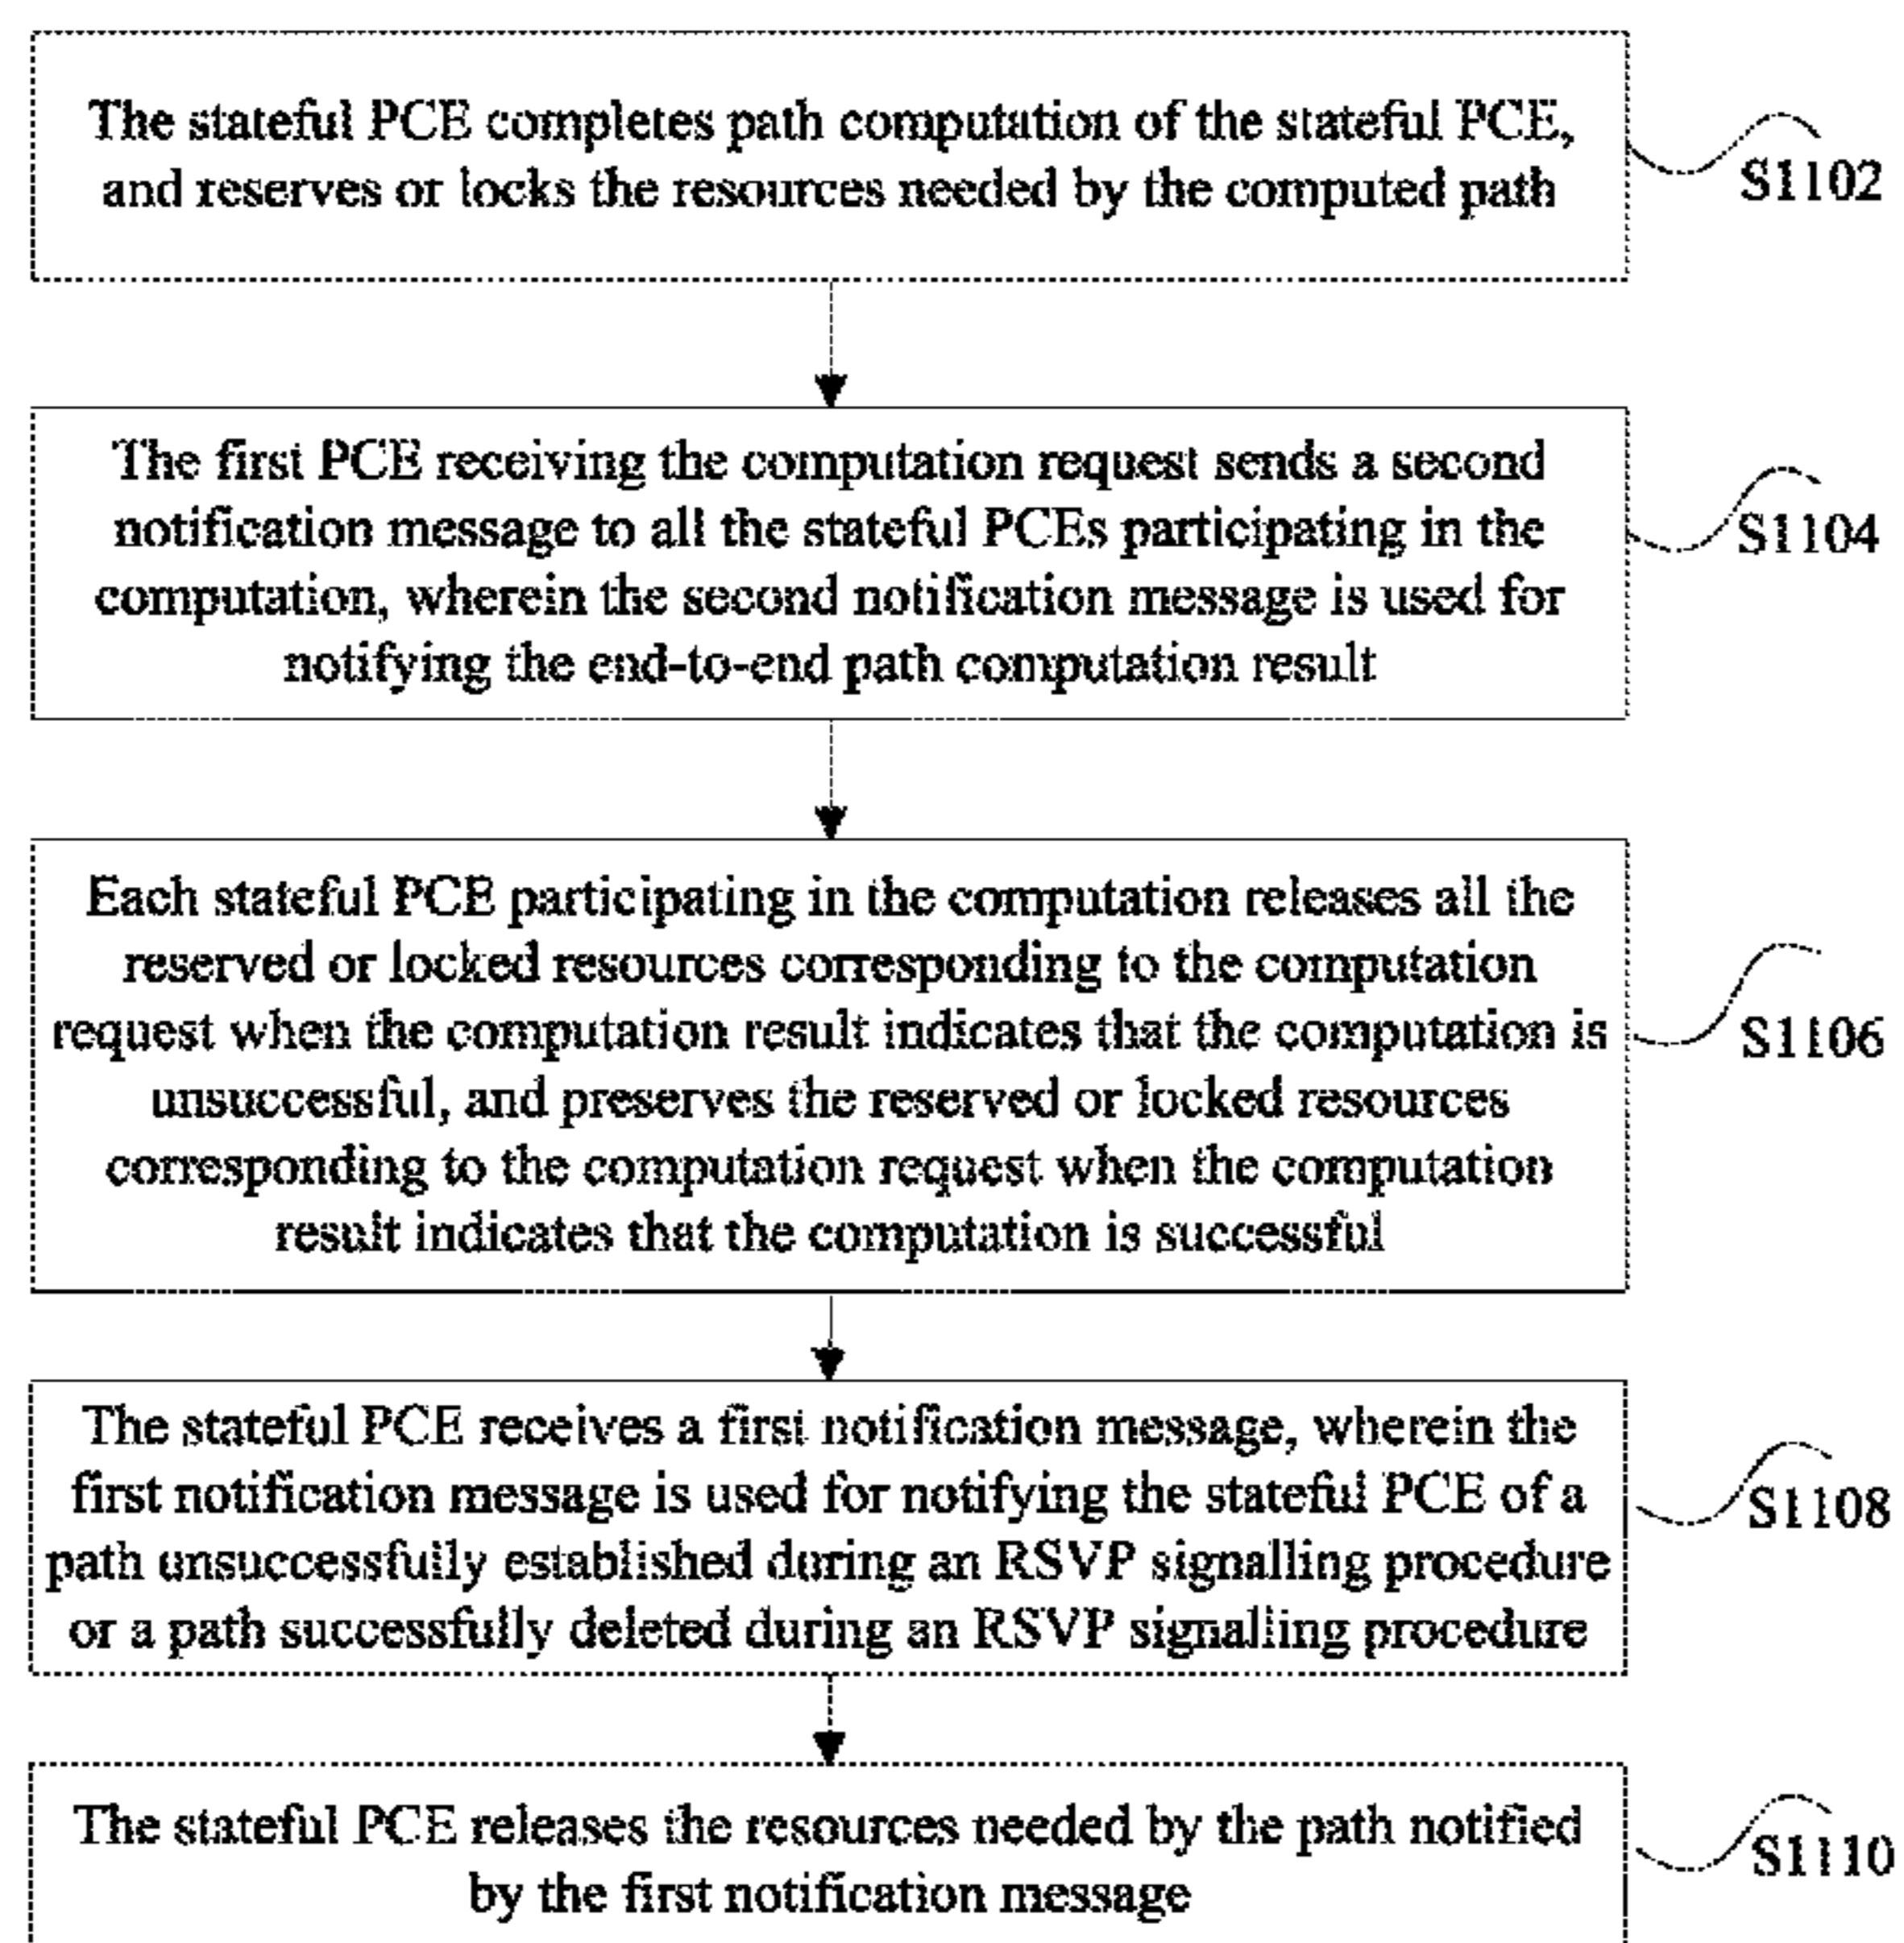 The stateful PCE completes path computation of the stateful PCE,
and reserves or locks the resources needed by the computed path
S1102
The first PCE receiving the computation request sends a second
notification message to all the stateful PCEs participating in the
computation, wherein the second notification message is used for
notifying the end-to-end path computation result
S1104
Each stateful PCE participating in the computation releases all the
reserved or locked resources corresponding to the computation
request when the computation result indicates that the computation is
unsuccessful, and preserves the reserved or locked resources
corresponding to the computation request when the computation
result indicates that the computation is successful
S1106
The stateful PCE receives a first notification message, wherein the
first notification message is used for notifying the stateful PCE of a
path unsuccessfully established during an RSVP signalling procedure
or a path successfully deleted during an RSVP signalling procedure
S1108
The stateful PCE releases the resources needed by the path notified
by the first notification message
S1110